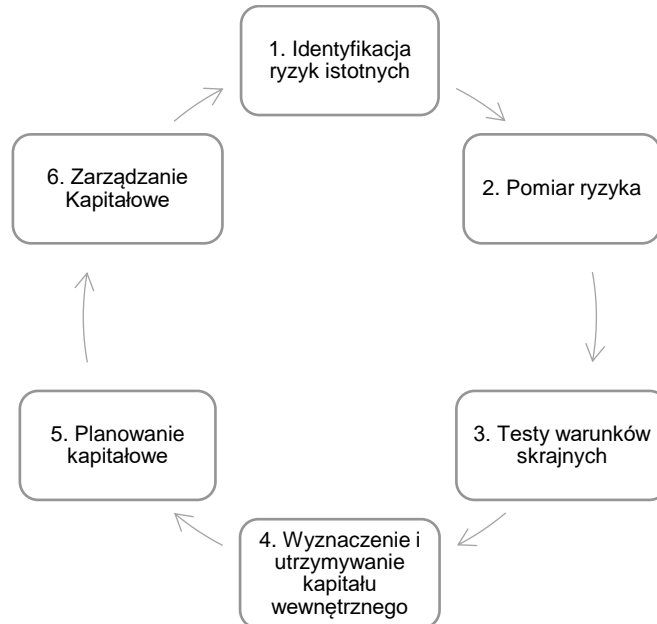 1. Identyfikacja
ryzyk istotnych
2. Pomiar ryzyka
3. Testy warunków
skrajnych
4. Wyznaczenie i
utrzymywanie
kapitału
wewnętrznego
5. Planowanie
kapitałowe
6. Zarządzanie
Kapitałowe